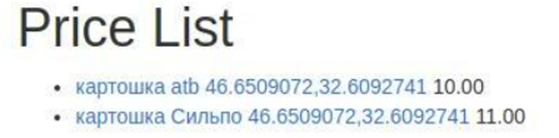 Price List
картошка atb 46.6509072,32.6092741 10.00
картошка Сильпо 46.6509072,32.6092741 11.00